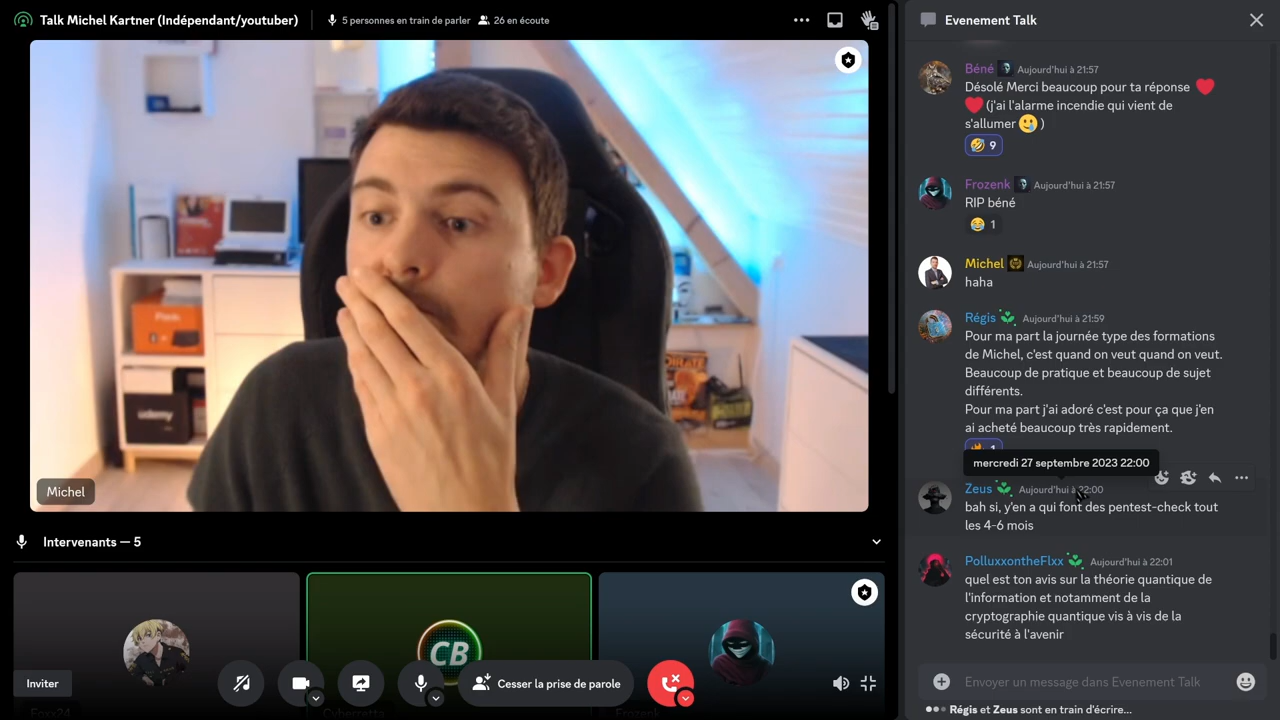 Talk Michel Kartner (Indépendant/youtuber)
5 personnes en train de parler
26 en écoute
Evenement Talk
udemy
Michel
Intervenants — 5
CB
Inviter
Cesser la prise de parole
Béné Aujourd'hui à 21:57
Désolé Merci beaucoup pour ta réponse
(j'ai l'alarme incendie qui vient de
s'allumer )
9
Frozenk Aujourd'hui à 21:57
RIP béné
1
Michel Aujourd'hui à 21:57
haha
Régis Aujourd'hui à 21:59
Pour ma part la journée type des formations
de Michel, c'est quand on veut quand on veut.
Beaucoup de pratique et beaucoup de sujet
différents.
Pour ma part j'ai adoré c'est pour ça que j'en
ai acheté beaucoup très rapidement.
1
mercredi 27 septembre 2023 22:00
Zeus Aujourd'hui à 22:00
bah si, y'en a qui font des pentest-check tout
les 4-6 mois
PolluxxontheFlxx Aujourd'hui à 22:01
quel est ton avis sur la théorie quantique de
l'information et notamment de la
cryptographie quantique vis à vis de la
sécurité à l'avenir
Envoyer un message dans Evenement Talk
Régis et Zeus sont en train d'écrire...